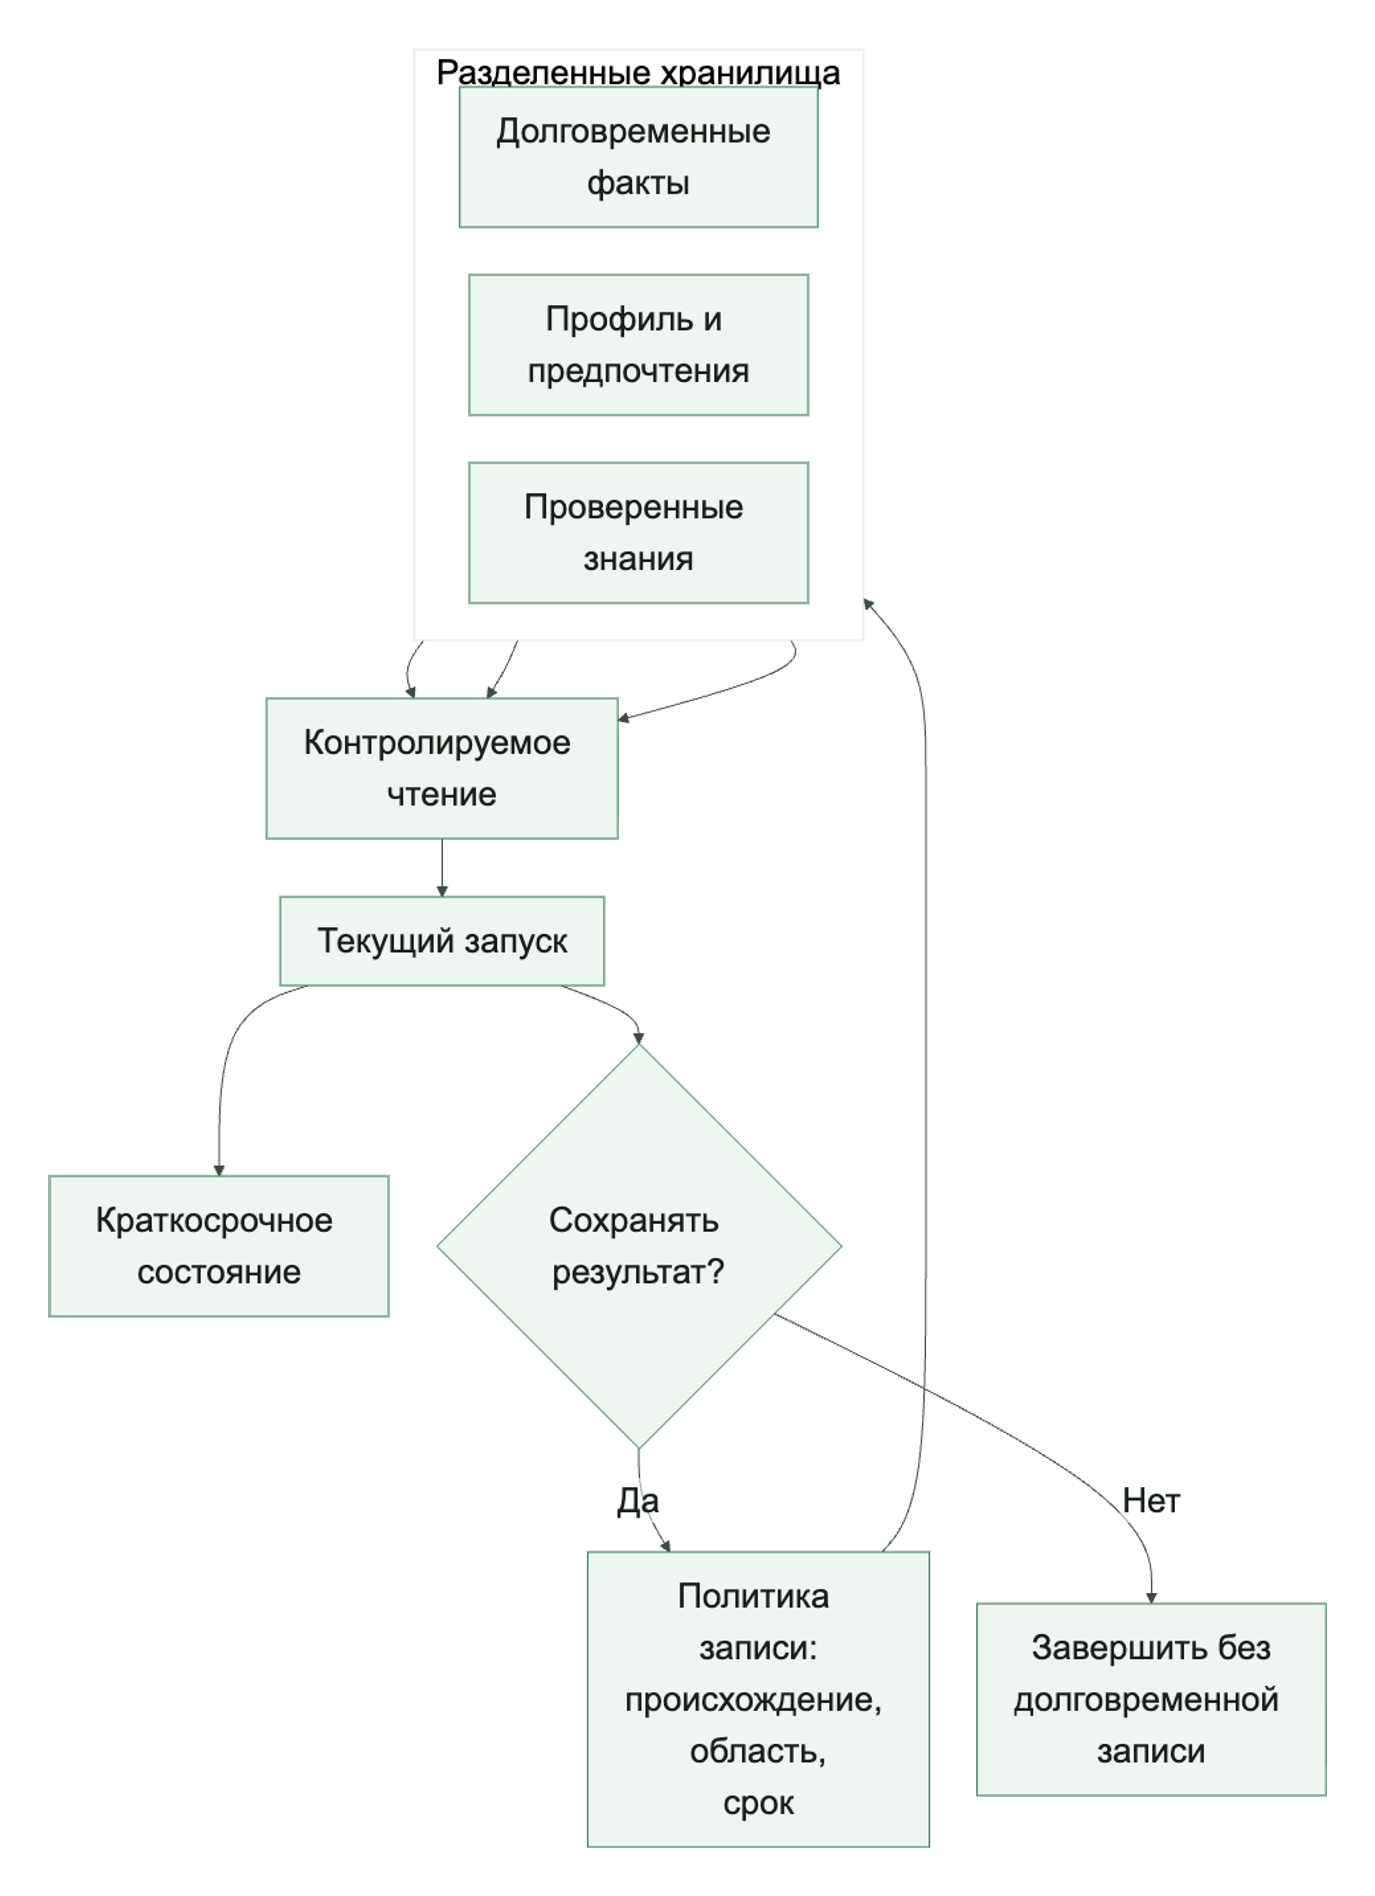 Разделенные хранилища
Долговременные
факты
Профиль и
предпочтения
Проверенные
знания
Контролируемое
чтение
Текущий запуск
Краткосрочное
состояние
Сохранять
результат?
Да
Нет
Политика
записи:
происхождение,
область,
срок
Завершить без
долговременной
записи